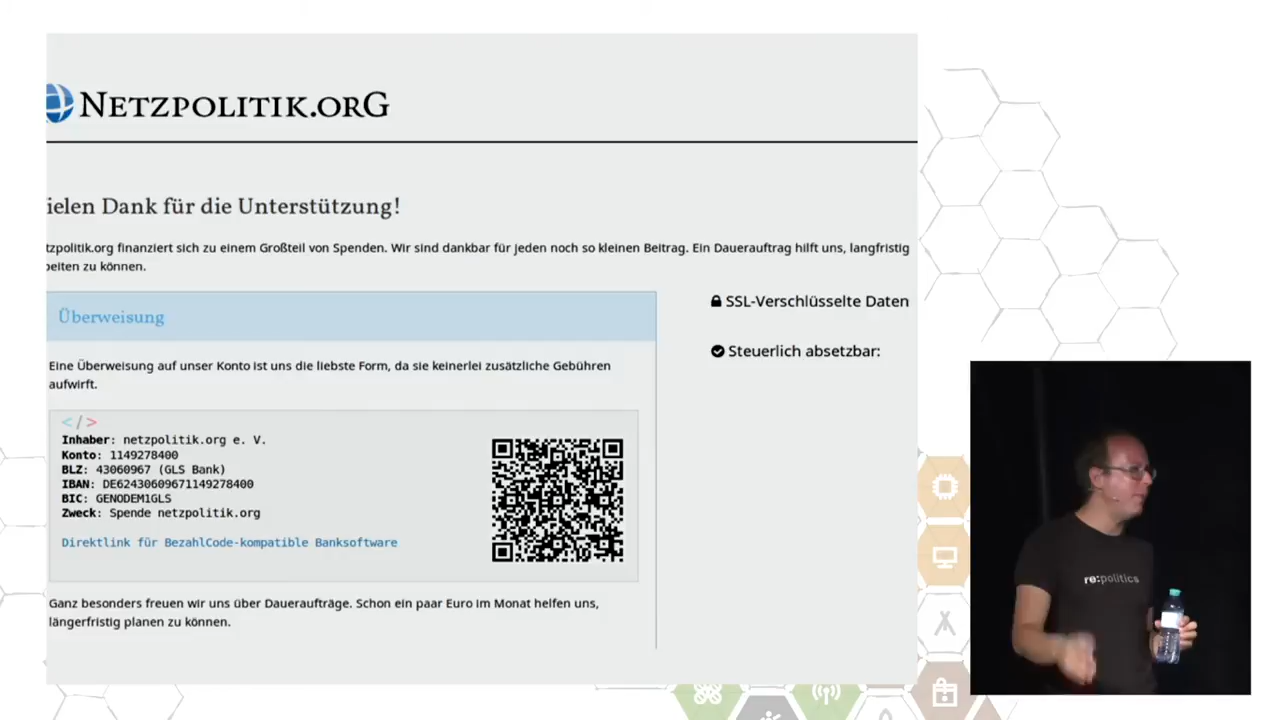 NETZPOLITIK.ORG
ielen Dank für die Unterstützung!
tzpolitik.org finanziert sich zu einem Großteil von Spenden. Wir sind dankbar für jeden noch so kleinen Beitrag. Ein Dauerauftrag hilft uns, langfristig
beiten zu können.
Überweisung
Eine Überweisung auf unser Konto ist uns die liebste Form, da sie keinerlei zusätzliche Gebühren
aufwirft.
</>
Inhaber: netzpolitik.org e. V.
Konto: 1149278400
BLZ: 43060967 (GLS Bank)
IBAN: DE62430609671149278400
BIC: GENODEM1GLS
Zweck: Spende netzpolitik.org
Direktlink für BezahlCode-kompatible Banksoftware
Ganz besonders freuen wir uns über Daueraufträge. Schon ein paar Euro im Monat helfen uns,
längerfristig planen zu können.
SSL-Verschlüsselte Daten
Steuerlich absetzbar:
re:politics